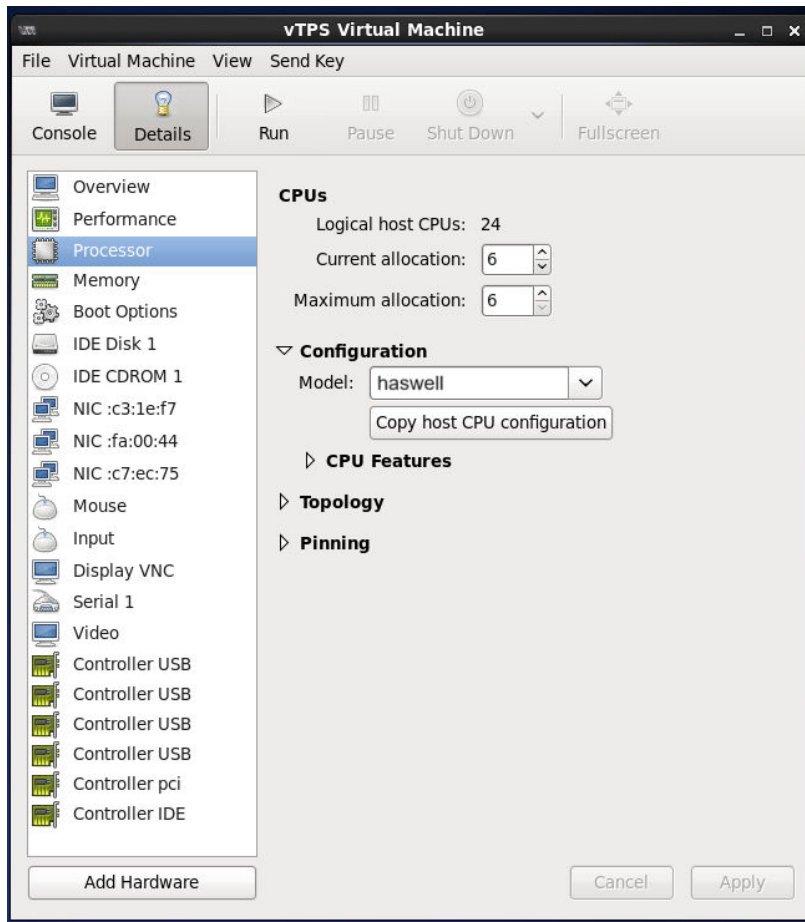 vTPS Virtual Machine
File Virtual Machine View Send Key
Console Details Run Pause Shut Down Fullscreen
Overview
Performance
Processor
Memory
Boot Options
IDE Disk 1
IDE CDROM 1
NIC :c3:1e:f7
NIC :fa:00:44
NIC :c7:ec:75
Mouse
Input
Display VNC
Serial 1
Video
Controller USB
Controller USB
Controller USB
Controller USB
Controller pci
Controller IDE
Add Hardware
CPUs
Logical host CPUs: 24
Current allocation: 6
Maximum allocation: 6
Configuration
Model: haswell
Copy host CPU configuration
CPU Features
Topology
Pinning
Cancel Apply